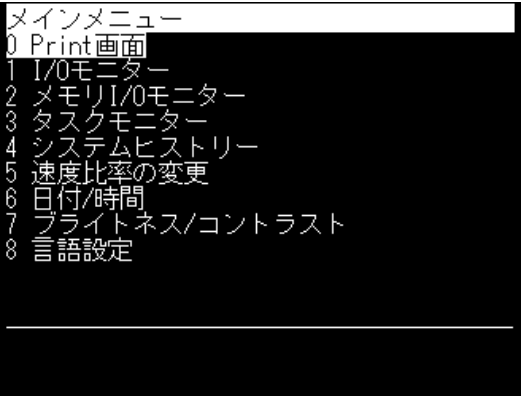 メインメニュー
0 Print画面
1 I/Oモニター
2 メモリI/Oモニター
3 タスクモニター
4 システムヒストリー
5 速度比率の変更
6 日付/時間
7 ブライトネス/コントラスト
8 言語設定